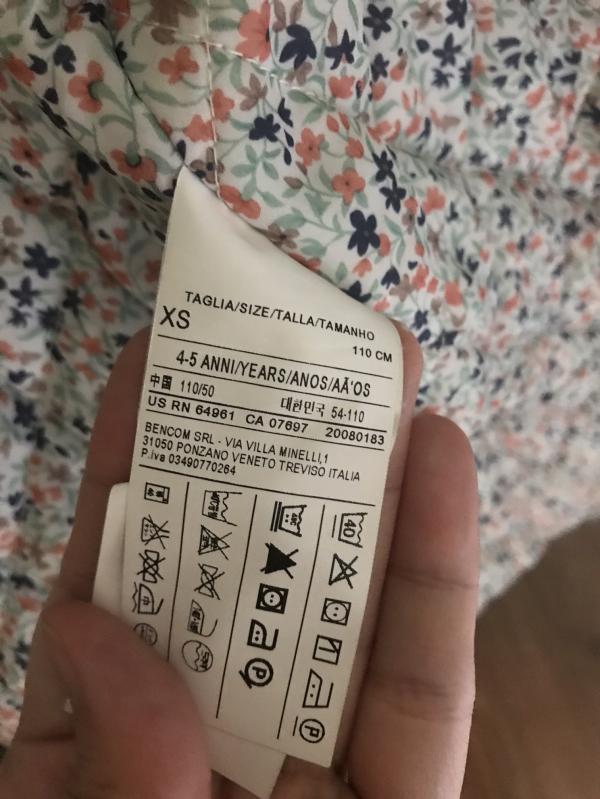 TAGLIA/SIZE/TALLA/TAMANHO
XS
110 CM
4-5 ANNI/YEARS/ANOS/AÃ'OS
中国 110/50 대한민국 54-110
US RN 64961 CA 07697 20080183
BENCOM SRL - VIA VILLA MINELLI,1
31050 PONZANO VENETO TREVISO ITALIA
P.iva 03490770264
40
P
P